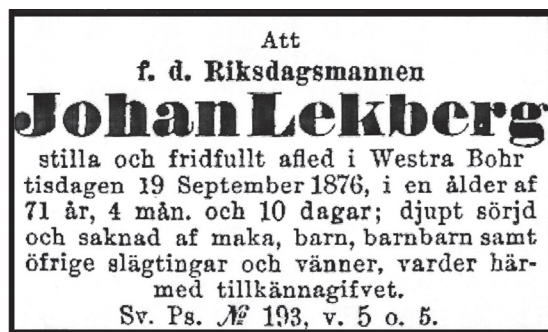 Att
f. d. Riksdagsmannen
Johan Lekberg
stilla och fridfullt afled i Westra Bohr
tisdagen 19 September 1876, i en ålder af
71 år, 4 mån. och 10 dagar; djupt sörjd
och saknad af maka, barn, barnbarn samt
öfrige slägtingar och vänner, varder här-
med tillkännagifvet.
Sv. Ps. № 193, v. 5 o. 5.